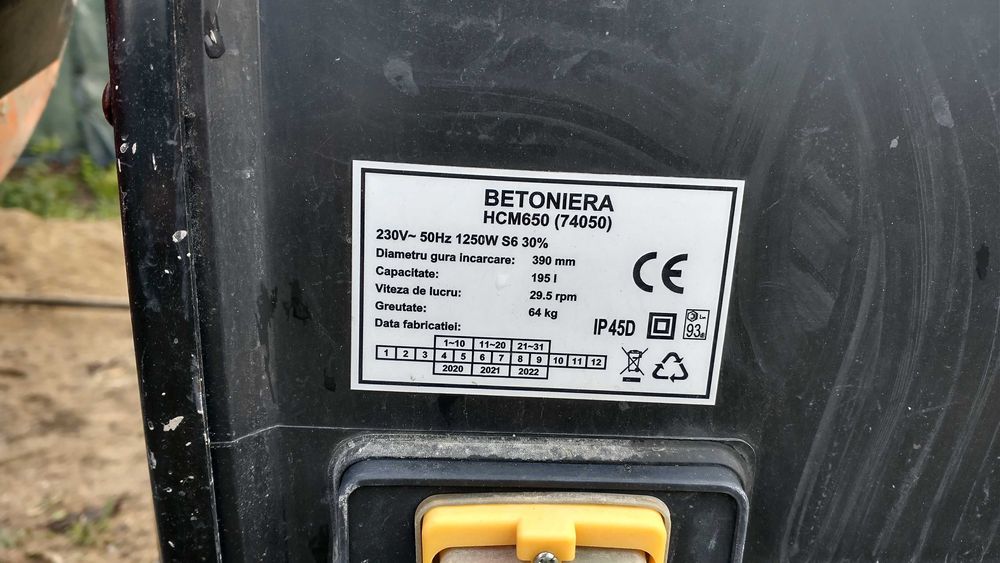 BETONIERA
HCM650 (74050)
230V~ 50Hz 1250W S6 30%
Diametru gura incarcare: 390 mm
Capacitate: 195 l
Viteza de lucru: 29.5 rpm
Greutate: 64 kg
Data fabricatiei:
CE
IP45D
93
1~10 11~20 21~31
1 2 3 4 5 6 7 8 9 10 11 12
2020 2021 2022